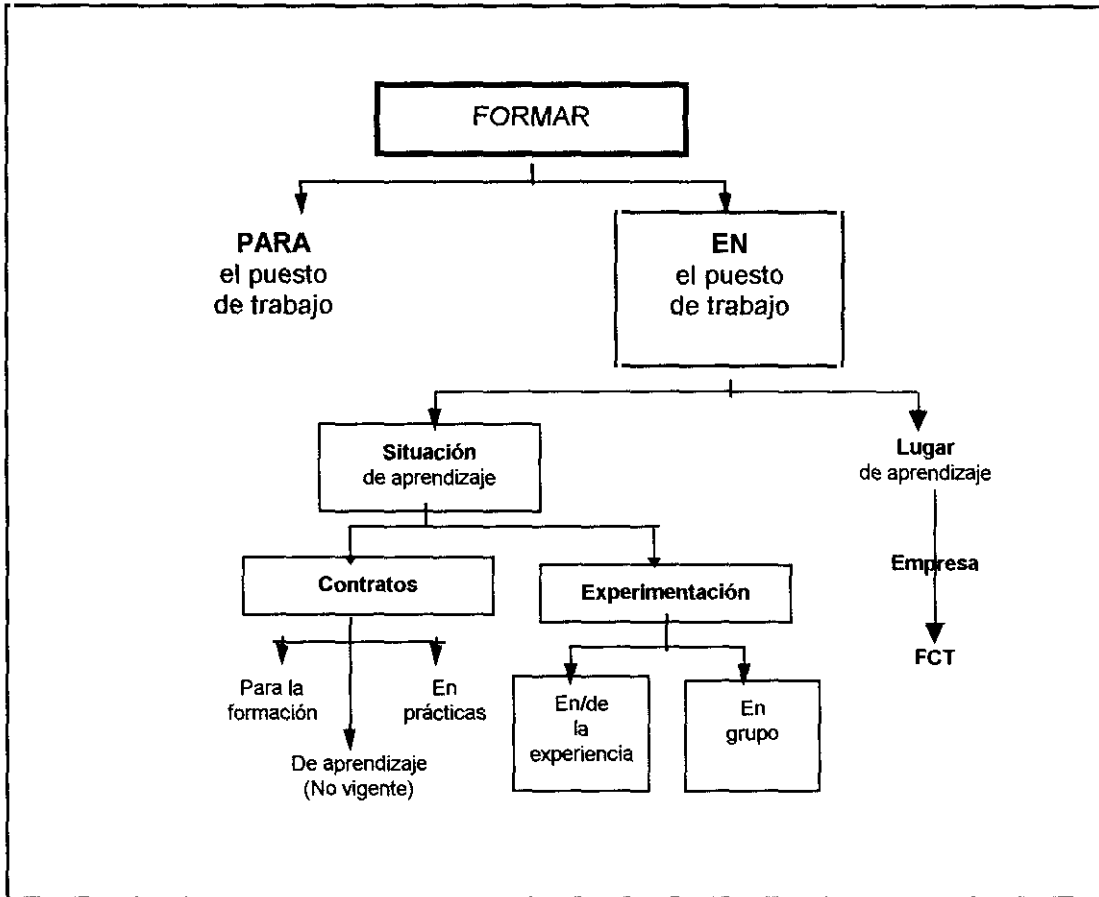 FORMAR
PARA
el puesto
de trabajo
EN
el puesto
de trabajo
Situación
de aprendizaje
Lugar
de aprendizaje
Contratos
Experimentación
Empresa
FCT
Para la
formación
En
prácticas
De aprendizaje
(No vigente)
En/de
la
experiencia
En
grupo